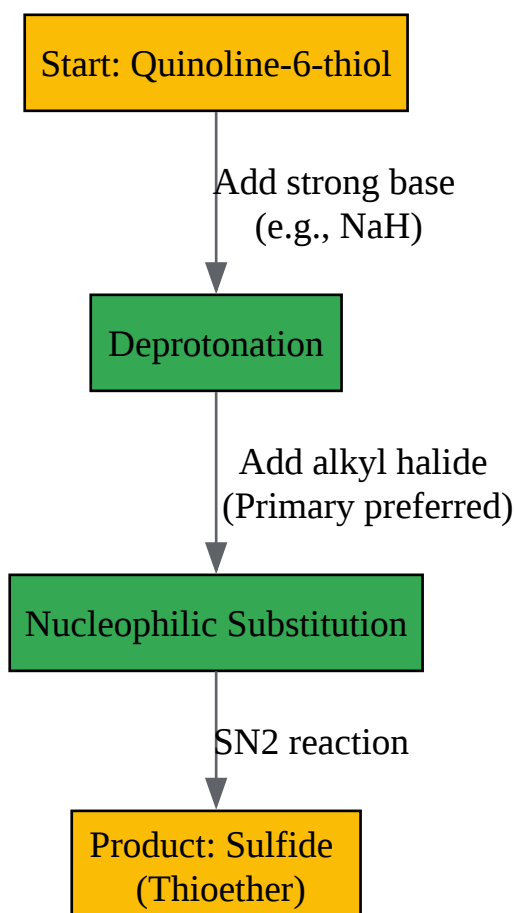 Start: Quinoline-6-thiol
Add strong base
(e.g., NaH)
Deprotonation
Add alkyl halide
(Primary preferred)
Nucleophilic Substitution
SN2 reaction
Product: Sulfide
(Thioether)